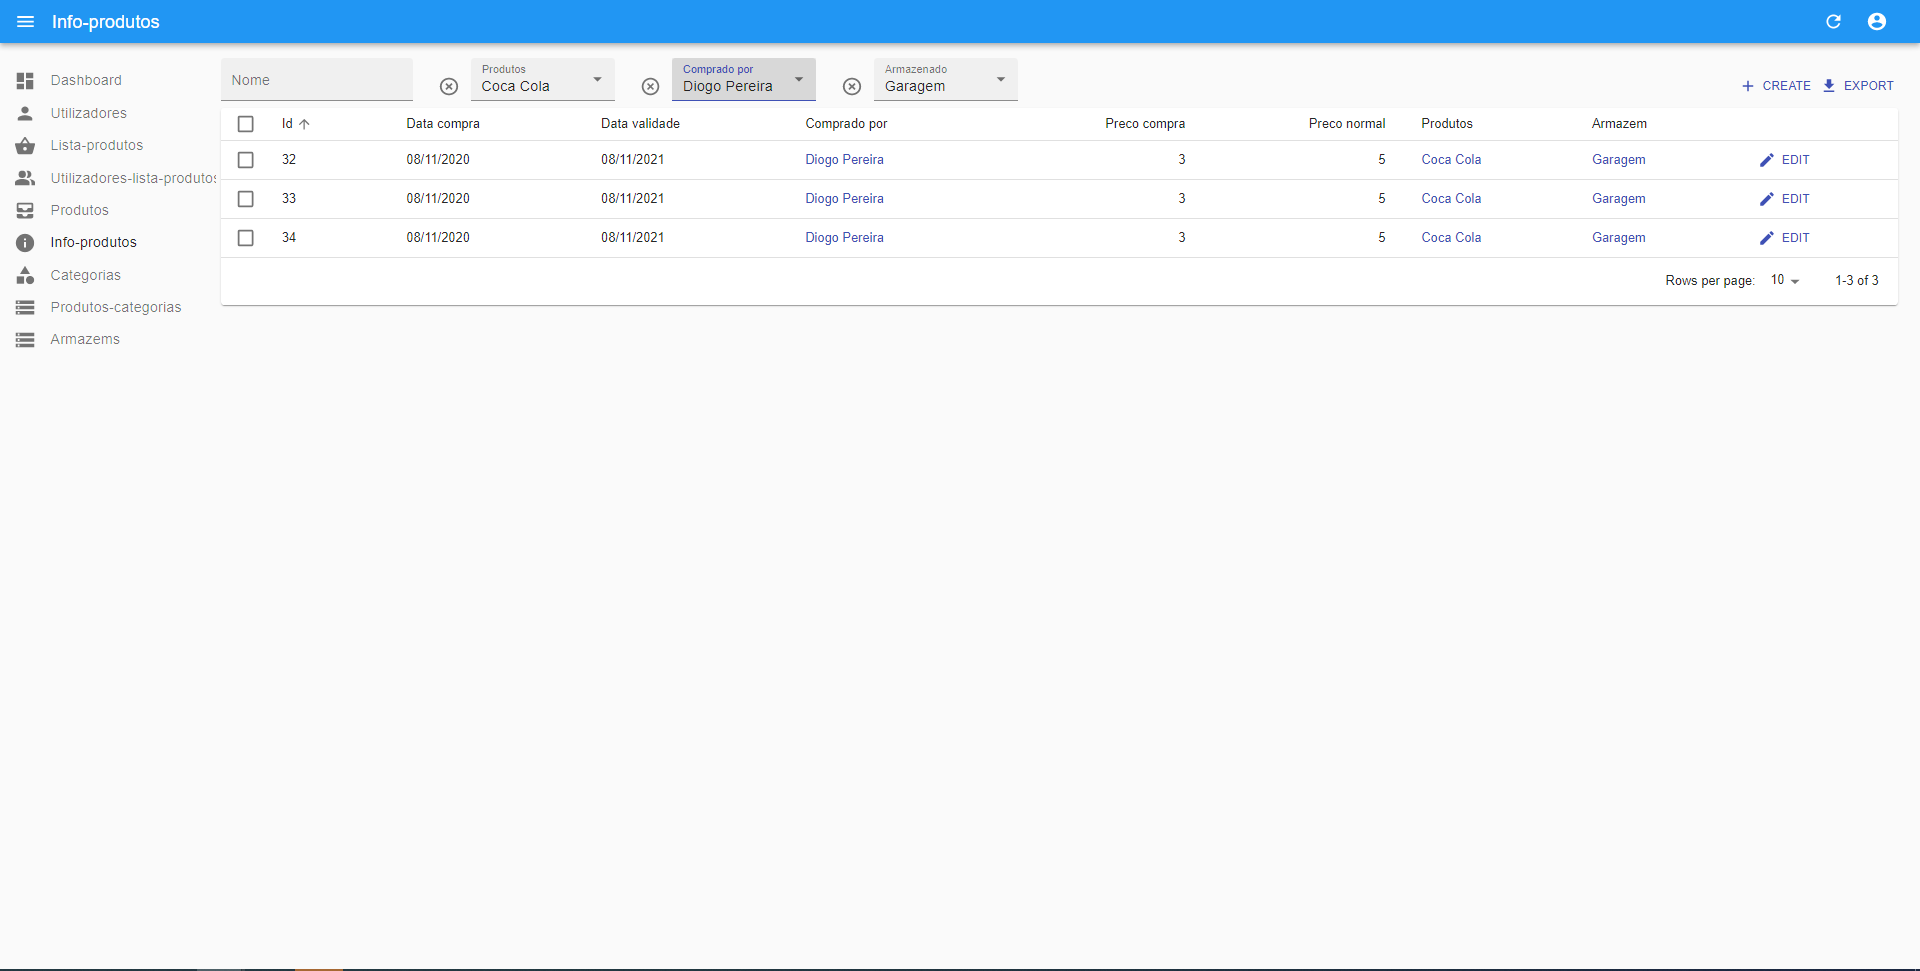 Info-produtos
Dashboard
Utilizadores
Lista-produtos
Utilizadores-lista-produtos
Produtos
Info-produtos
Categorias
Produtos-categorias
Armazems
Nome
Produtos
Coca Cola
Comprado por
Diogo Pereira
Armazenado
Garagem
CREATE EXPORT
Id Data compra Data validade Comprado por Preco compra Preco normal Produtos Armazem
32 08/11/2020 08/11/2021 Diogo Pereira 3 5 Coca Cola Garagem EDIT
33 08/11/2020 08/11/2021 Diogo Pereira 3 5 Coca Cola Garagem EDIT
34 08/11/2020 08/11/2021 Diogo Pereira 3 5 Coca Cola Garagem EDIT
Rows per page: 10 1-3 of 3